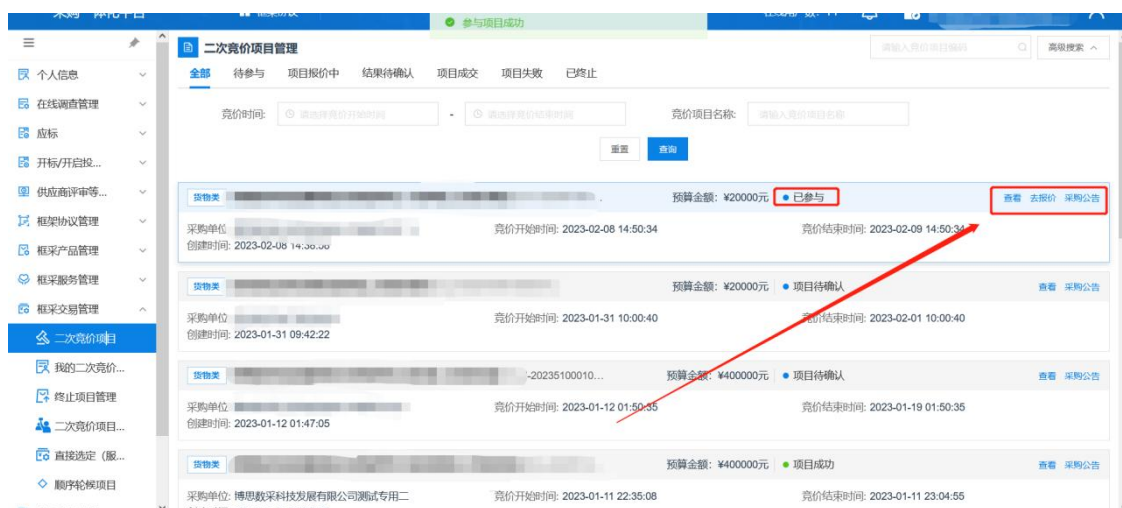 参与项目成功
二次竞价项目管理
请输入竞价项目编码
高级搜索
全部 待参与 项目报价中 结果待确认 项目成交 项目失败 已终止
竞价时间: 请选择竞价开始时间 - 请选择竞价结束时间 竞价项目名称: 请输入竞价项目名称
重置 查询
个人信息
在线调查管理
应标
开标/开启投...
供应商评审等...
框架协议管理
框采产品管理
框采服务管理
框采交易管理
二次竞价项目
我的二次竞价...
终止项目管理
二次竞价项目...
直接选定（服...
顺序轮候项目
货物类 预算金额: ¥20000元 已参与 查看 去报价 采购公告
采购单位 竞价开始时间: 2023-02-08 14:50:34 竞价结束时间: 2023-02-09 14:50:34
创建时间: 2023-02-08 14:38:50
货物类 预算金额: ¥20000元 项目待确认 查看 采购公告
采购单位 竞价开始时间: 2023-01-31 10:00:40 竞价结束时间: 2023-02-01 10:00:40
创建时间: 2023-01-31 09:42:22
货物类 -20235100010... 预算金额: ¥400000元 项目待确认 查看 采购公告
采购单位 竞价开始时间: 2023-01-12 01:50:35 竞价结束时间: 2023-01-19 01:50:35
创建时间: 2023-01-12 01:47:05
货物类 预算金额: ¥400000元 项目成功 查看 采购公告
采购单位: 博思数采科技发展有限公司测试专用二 竞价开始时间: 2023-01-11 22:35:08 竞价结束时间: 2023-01-11 23:04:55